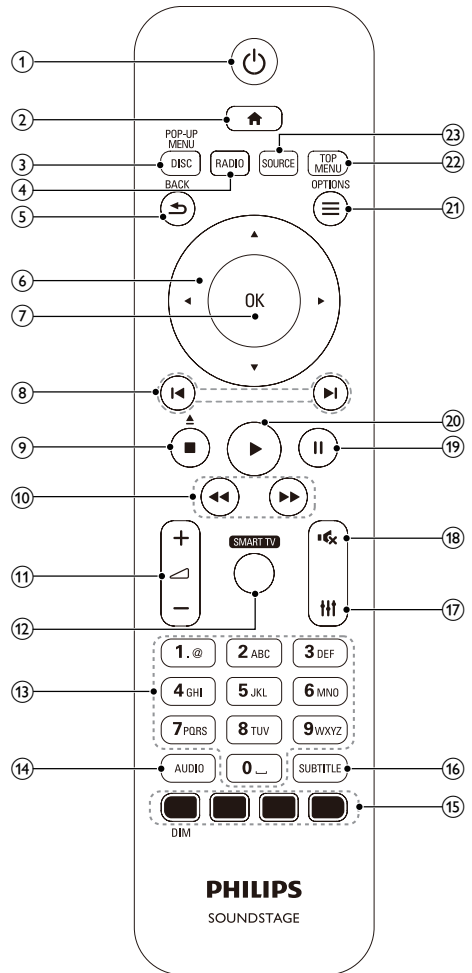 ①
②
POP-UP
MENU
㉓
③ DISC RADIO SOURCE TOP
MENU ㉒
④
BACK OPTIONS
⑤ ㉑
⑥
⑦ OK
⑧
⑨ ⑳
⑲
⑩
SMART TV ⑱
⑪
⑫ ⑰
1.@ 2 ABC 3 DEF
⑬ 4 GHI 5 JKL 6 MNO
7 PQRS 8 TUV 9 WXYZ
⑭ AUDIO 0 SUBTITLE ⑯
⑮
DIM
PHILIPS
SOUNDSTAGE